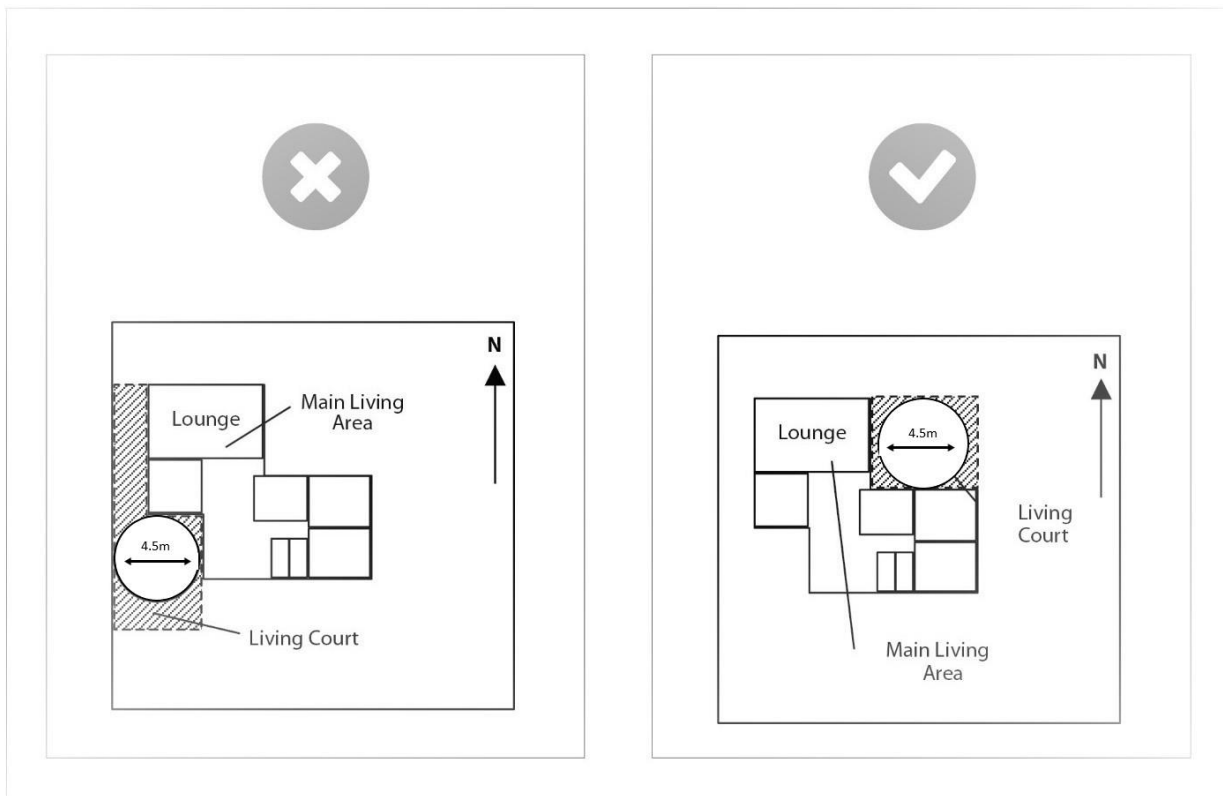 N
Lounge
Main Living
Area
4.5m
Living Court
N
Lounge
4.5m
Living
Court
Main Living
Area